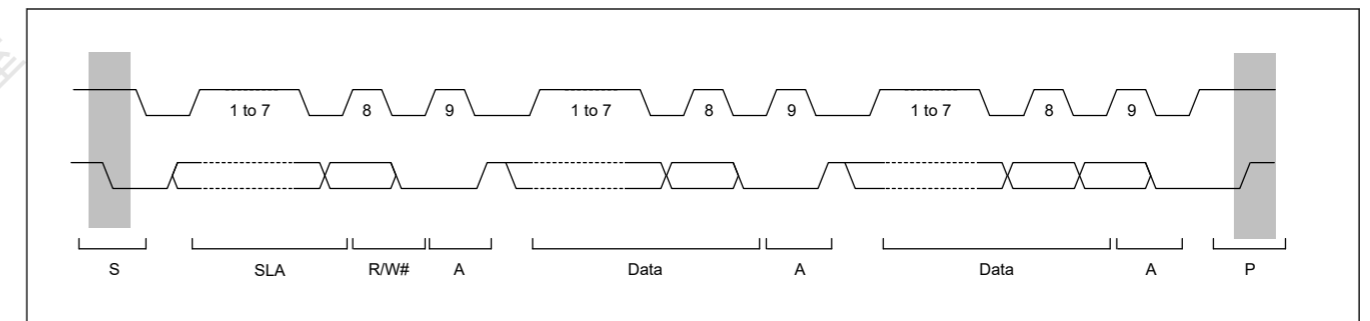 1 to 7 8 9 1 to 7 8 9 1 to 7 8 9
S SLA R/W# A Data A Data A P